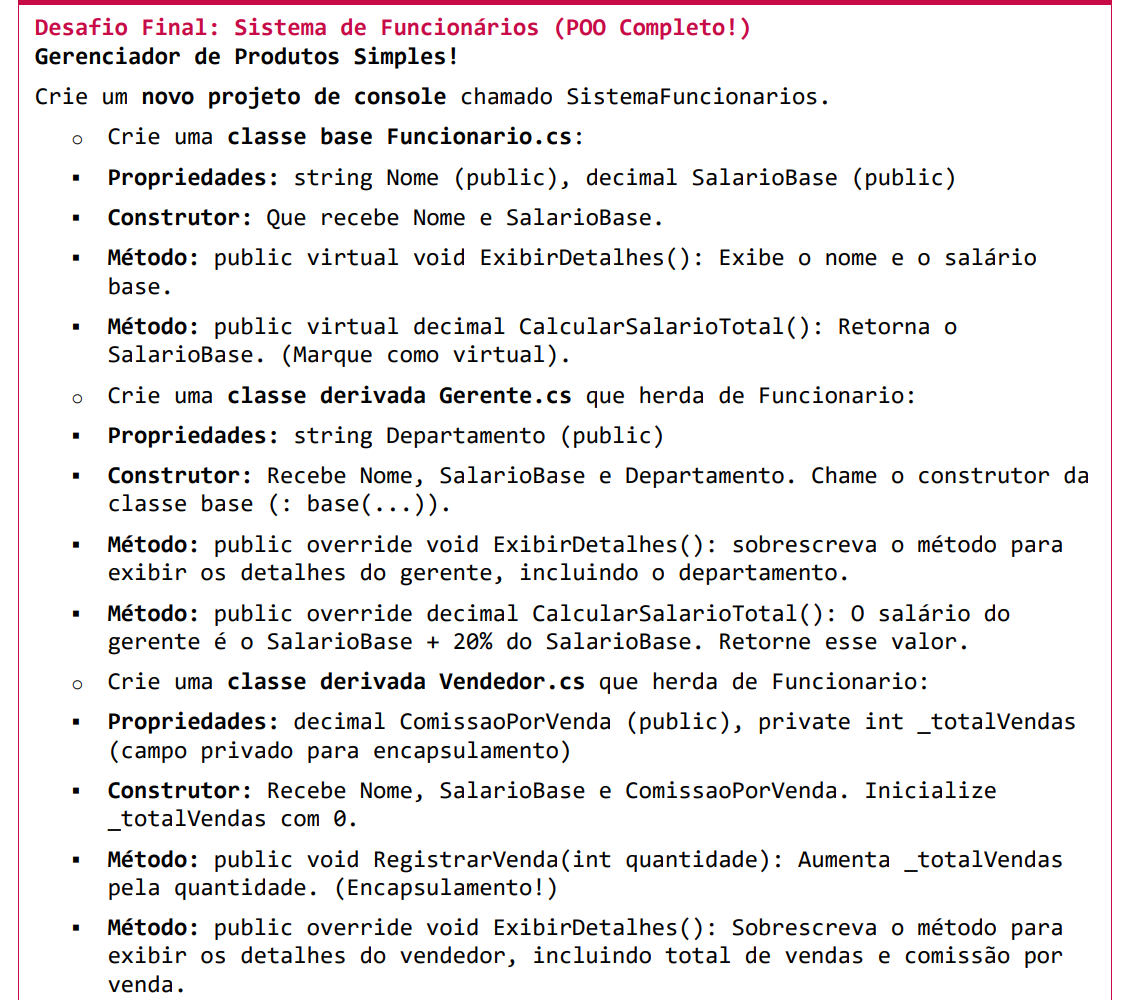 Desafio Final: Sistema de Funcionários (POO Completo!)
Gerenciador de Produtos Simples!
Crie um novo projeto de console chamado SistemaFuncionarios.
○ Crie uma classe base Funcionario.cs:
▪ Propriedades: string Nome (public), decimal SalarioBase (public)
▪ Construtor: Que recebe Nome e SalarioBase.
▪ Método: public virtual void ExibirDetalhes(): Exibe o nome e o salário
base.
▪ Método: public virtual decimal CalcularSalarioTotal(): Retorna o
SalarioBase. (Marque como virtual).
○ Crie uma classe derivada Gerente.cs que herda de Funcionario:
▪ Propriedades: string Departamento (public)
▪ Construtor: Recebe Nome, SalarioBase e Departamento. Chame o construtor da
classe base (: base(...)).
▪ Método: public override void ExibirDetalhes(): sobrescreva o método para
exibir os detalhes do gerente, incluindo o departamento.
▪ Método: public override decimal CalcularSalarioTotal(): O salário do
gerente é o SalarioBase + 20% do SalarioBase. Retorne esse valor.
○ Crie uma classe derivada Vendedor.cs que herda de Funcionario:
▪ Propriedades: decimal ComissaoPorVenda (public), private int _totalVendas
(campo privado para encapsulamento)
▪ Construtor: Recebe Nome, SalarioBase e ComissaoPorVenda. Inicialize
_totalVendas com 0.
▪ Método: public void RegistrarVenda(int quantidade): Aumenta _totalVendas
pela quantidade. (Encapsulamento!)
▪ Método: public override void ExibirDetalhes(): Sobrescreva o método para
exibir os detalhes do vendedor, incluindo total de vendas e comissão por
venda.